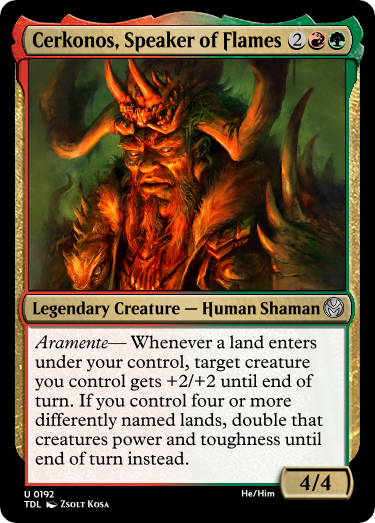 Cerkonos, Speaker of Flames 2
Legendary Creature — Human Shaman
Aramente— Whenever a land enters
under your control, target creature
you control gets +2/+2 until end of
turn. If you control four or more
differently named lands, double that
creatures power and toughness until
end of turn instead.
4/4
U 0192
He/Him
TDL Zsolt Kosa